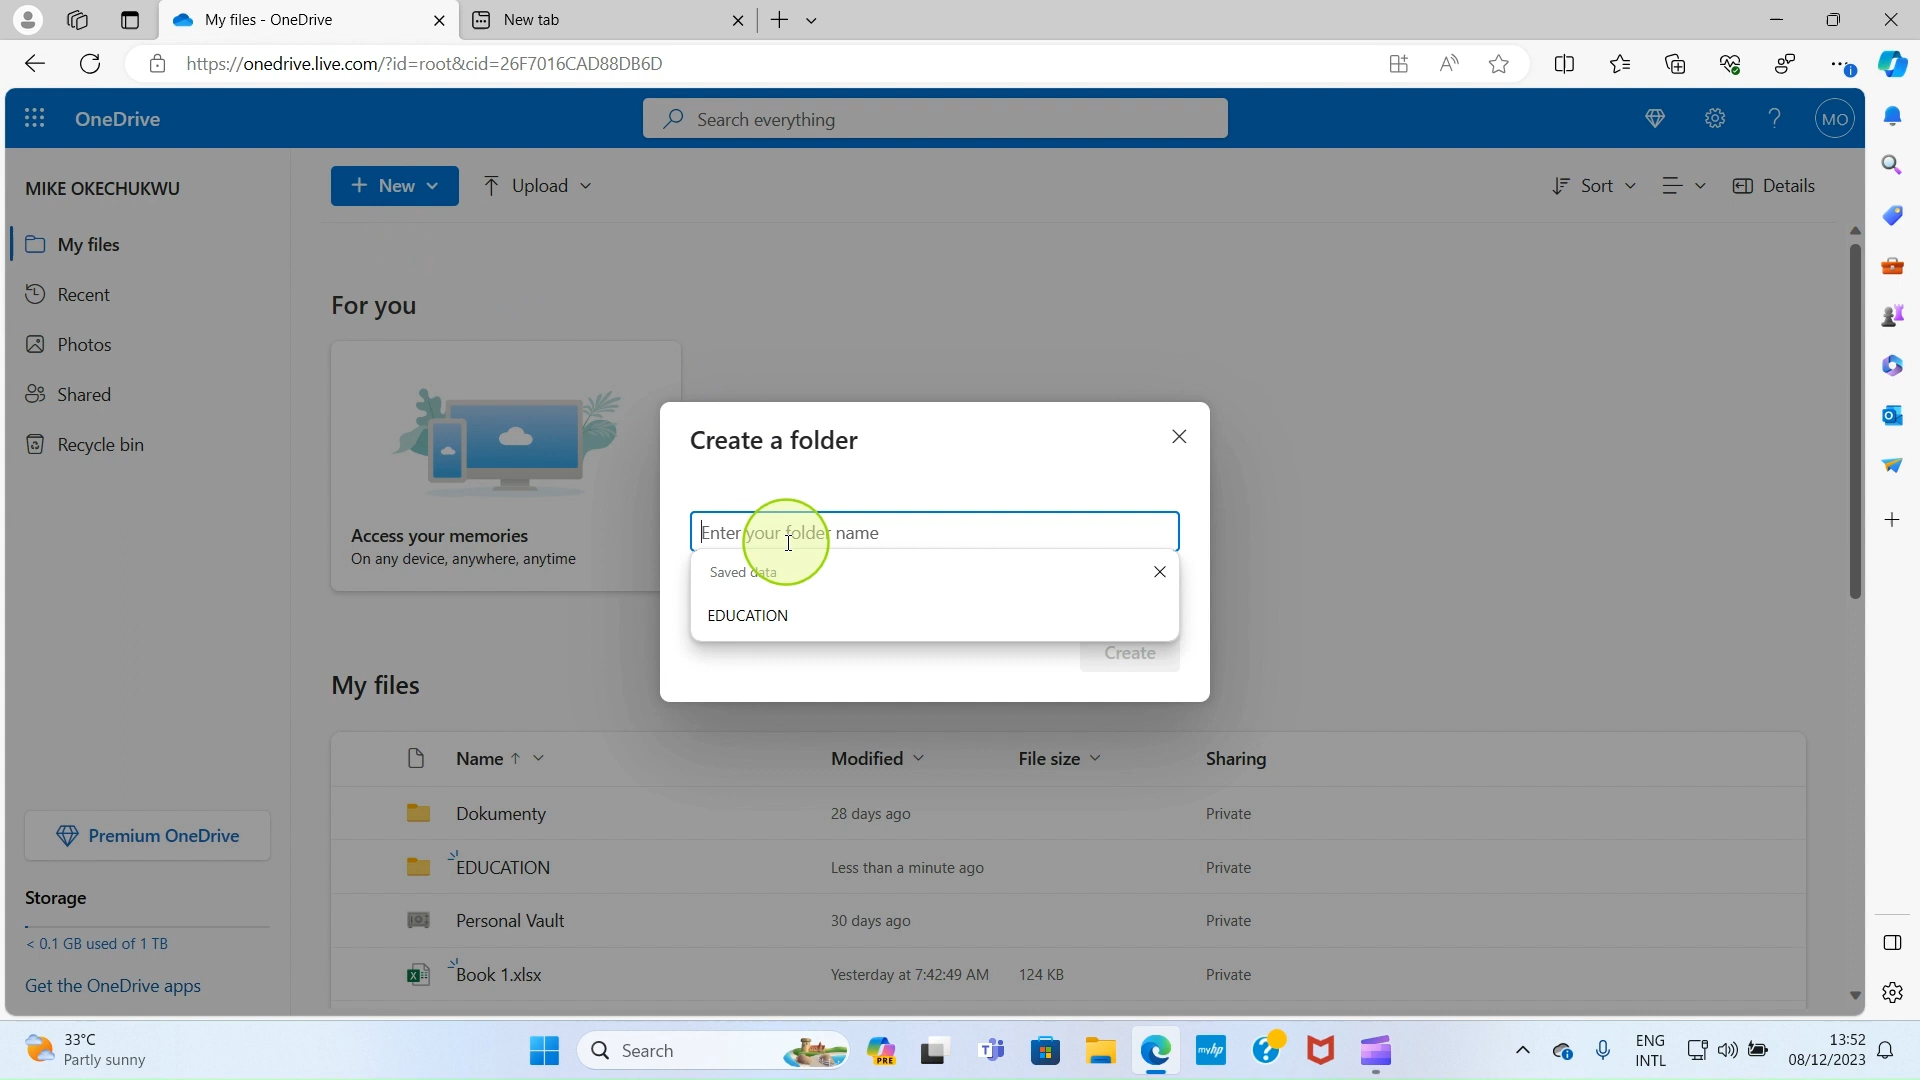 My files - OneDrive
New tab
https://onedrive.live.com/?id=root&cid=26F7016CAD88DB6D
OneDrive
Search everything
MO
MIKE OKECHUKWU
New
Upload
Sort
Details
My files
Recent
Photos
Shared
Recycle bin
For you
Access your memories
On any device, anywhere, anytime
Create a folder
Enter your folder name
Saved data
EDUCATION
Create
My files
Name
Modified
File size
Sharing
Dokumenty
28 days ago
Private
EDUCATION
Less than a minute ago
Private
Personal Vault
30 days ago
Private
Book 1.xlsx
Yesterday at 7:42:49 AM
124 KB
Private
Premium OneDrive
Storage
< 0.1 GB used of 1 TB
Get the OneDrive apps
33°C
Partly sunny
Search
PRE
myhp
ENG
INTL
13:52
08/12/2023